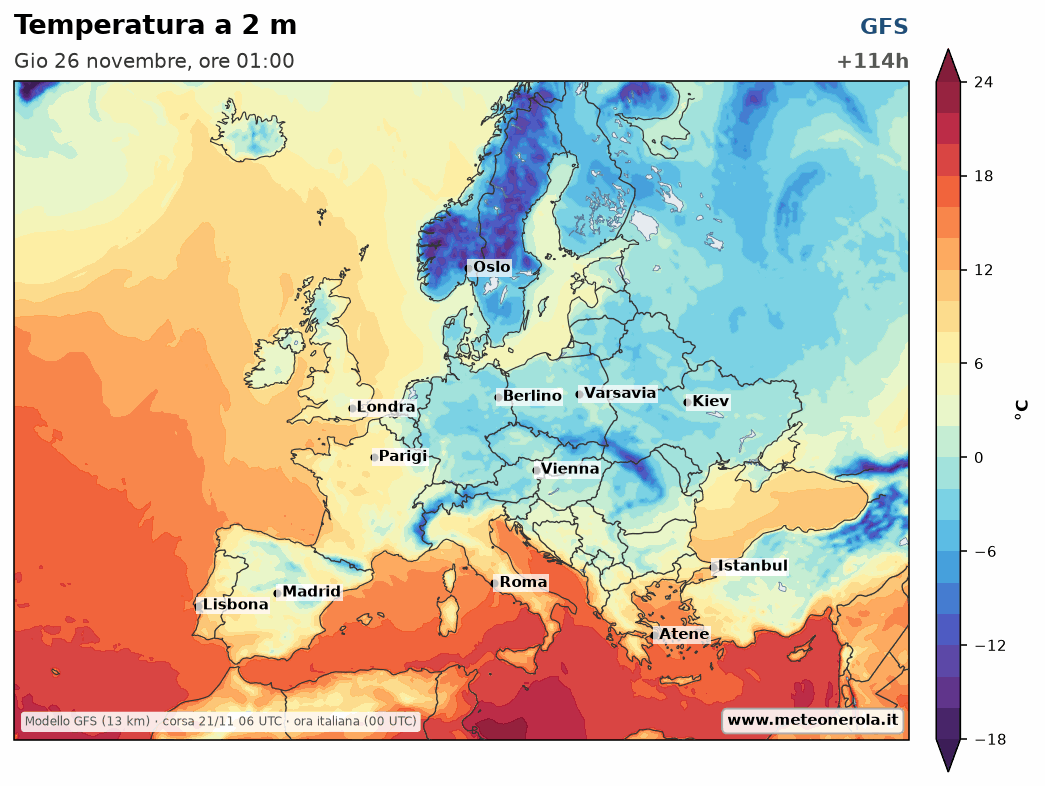 Temperatura a 2 m
GFS
Gio 26 novembre, ore 01:00
+114h
24
18
12
6
0
−6
−12
−18
°C
Oslo
Londra
Berlino
Varsavia
Kiev
Parigi
Vienna
Istanbul
Roma
Madrid
Lisbona
Atene
Modello GFS (13 km) · corsa 21/11 06 UTC · ora italiana (00 UTC)
www.meteonerola.it